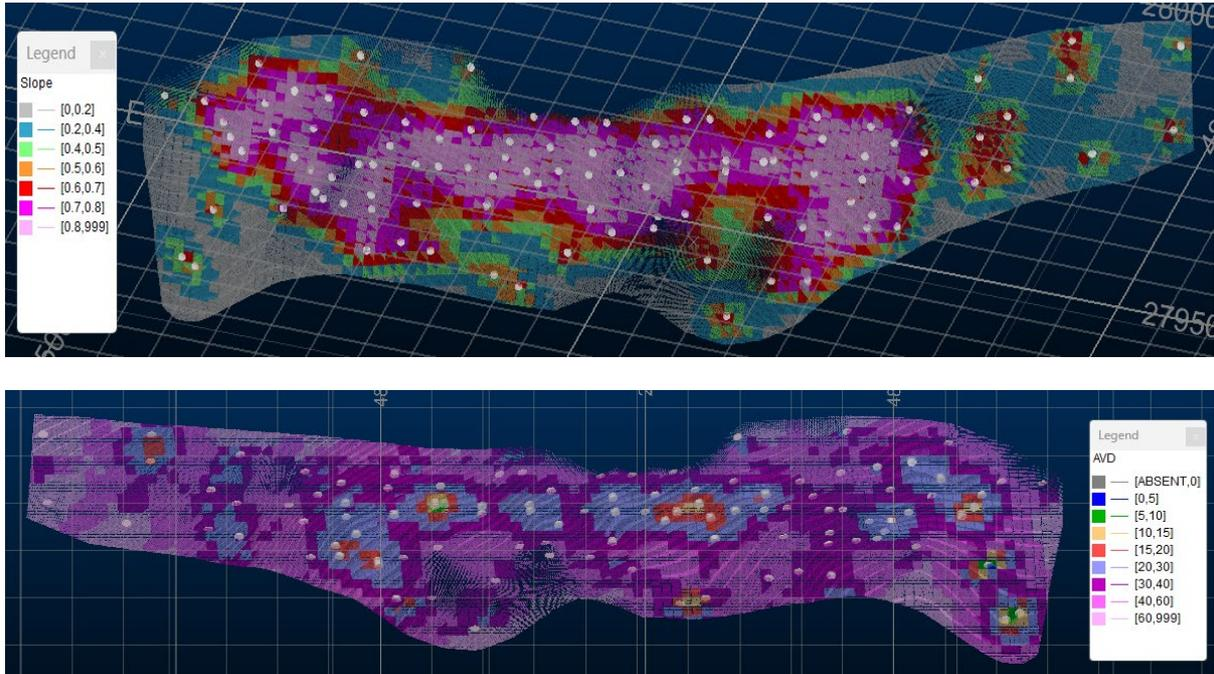 28000
Legend
Slope
[0,0.2]
[0.2,0.4]
[0.4,0.5]
[0.5,0.6]
[0.6,0.7]
[0.7,0.8]
[0.8,999]
E
27950
Legend
AVD
[ABSENT,0]
[0,5]
[5,10]
[10,15]
[15,20]
[20,30]
[30,40]
[40,60]
[60,999]